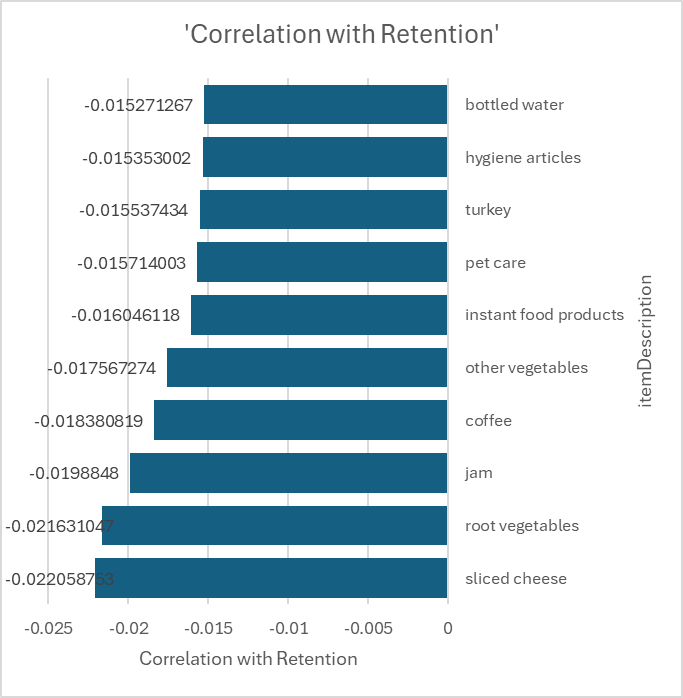 'Correlation with Retention'
-0.015271267 bottled water
-0.015353002 hygiene articles
-0.015537434 turkey
-0.015714003 pet care
-0.016046118 instant food products
-0.017567274 other vegetables
-0.018380819 coffee
-0.0198848 jam
-0.021631047 root vegetables
-0.022058753 sliced cheese
itemDescription
-0.025 -0.02 -0.015 -0.01 -0.005 0
Correlation with Retention